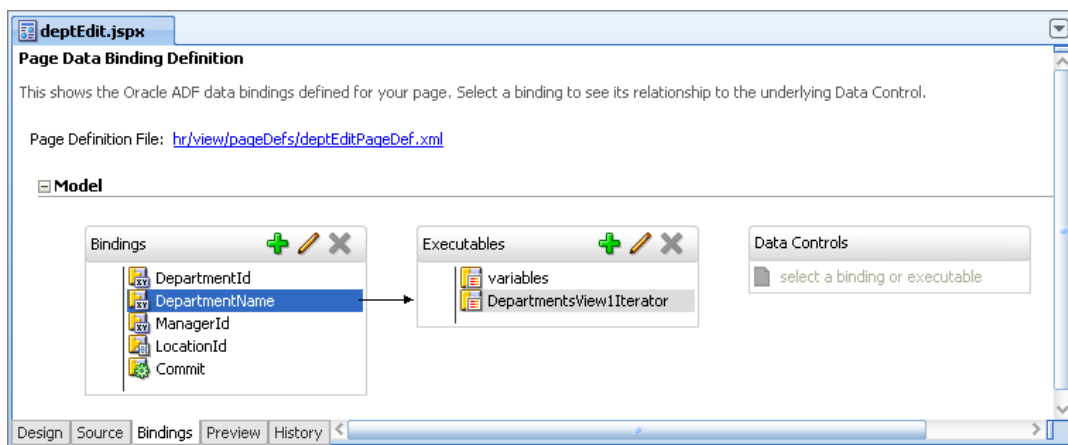 deptEdit.jspx
Page Data Binding Definition
This shows the Oracle ADF data bindings defined for your page. Select a binding to see its relationship to the underlying Data Control.
Page Definition File: hr/view/pageDefs/deptEditPageDef.xml
Model
Bindings
DepartmentId
DepartmentName
ManagerId
LocationId
Commit
Executables
variables
DepartmentsView1Iterator
Data Controls
select a binding or executable
Design Source Bindings Preview History